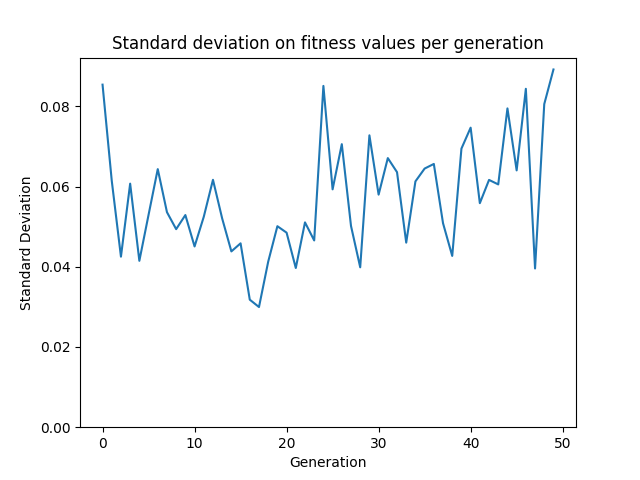 Standard deviation on fitness values per generation
0.08
0.06
0.04
0.02
0.00
Standard Deviation
0 10 20 30 40 50
Generation